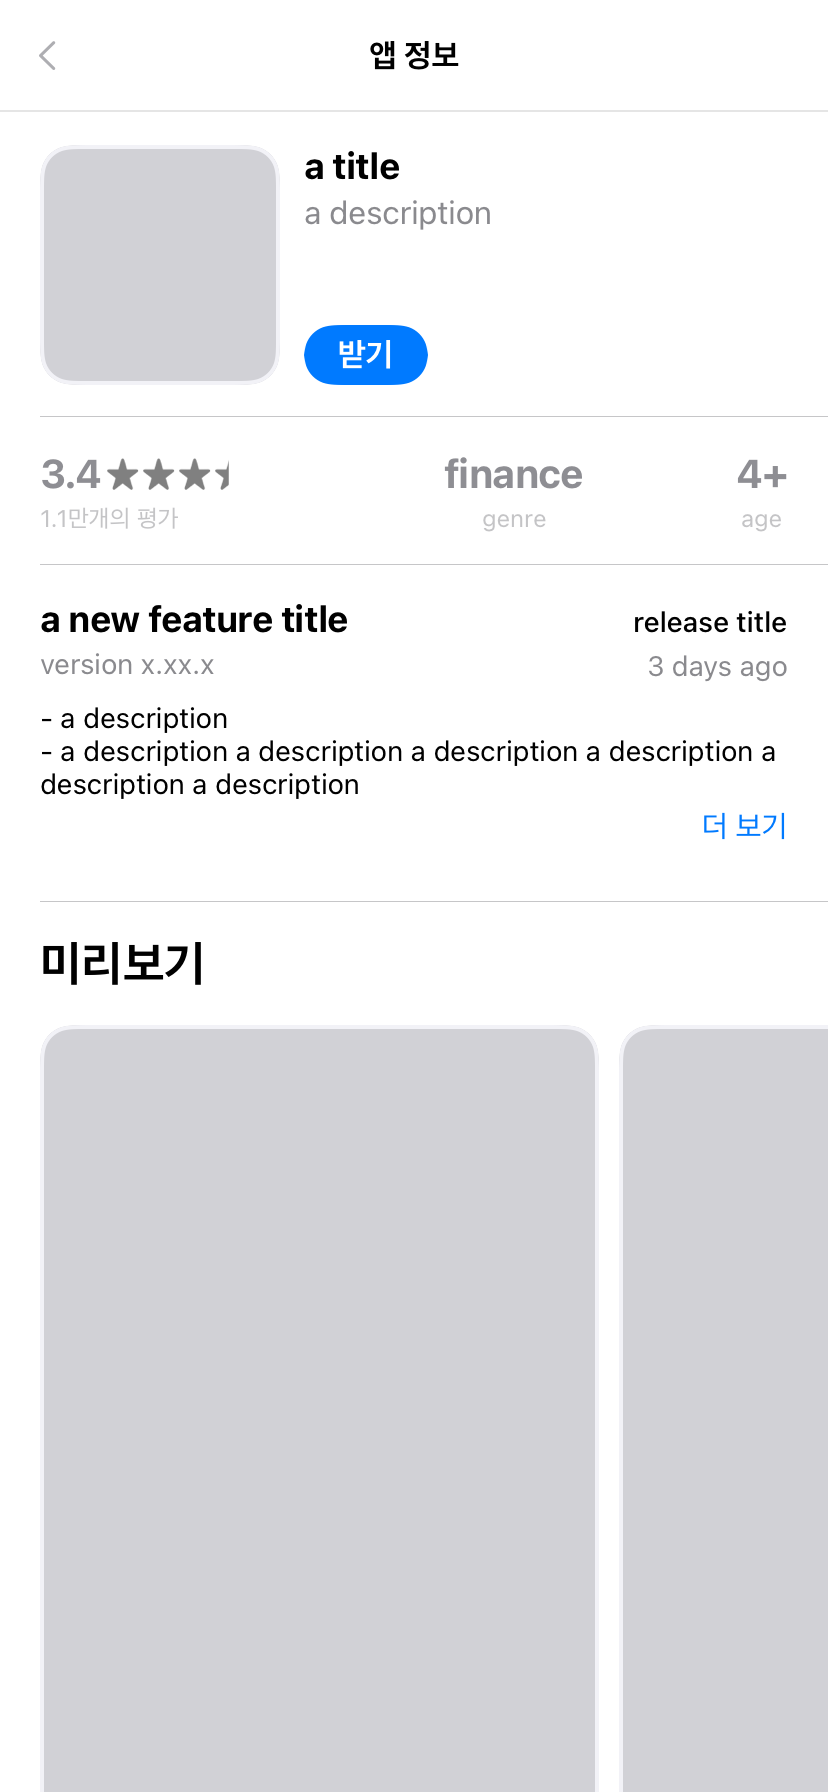 앱 정보
a title
a description
받기
3.4
finance
4+
1.1만개의 평가
genre
age
a new feature title
release title
version x.xx.x
3 days ago
- a description
- a description a description a description a description a
description a description
더 보기
미리보기